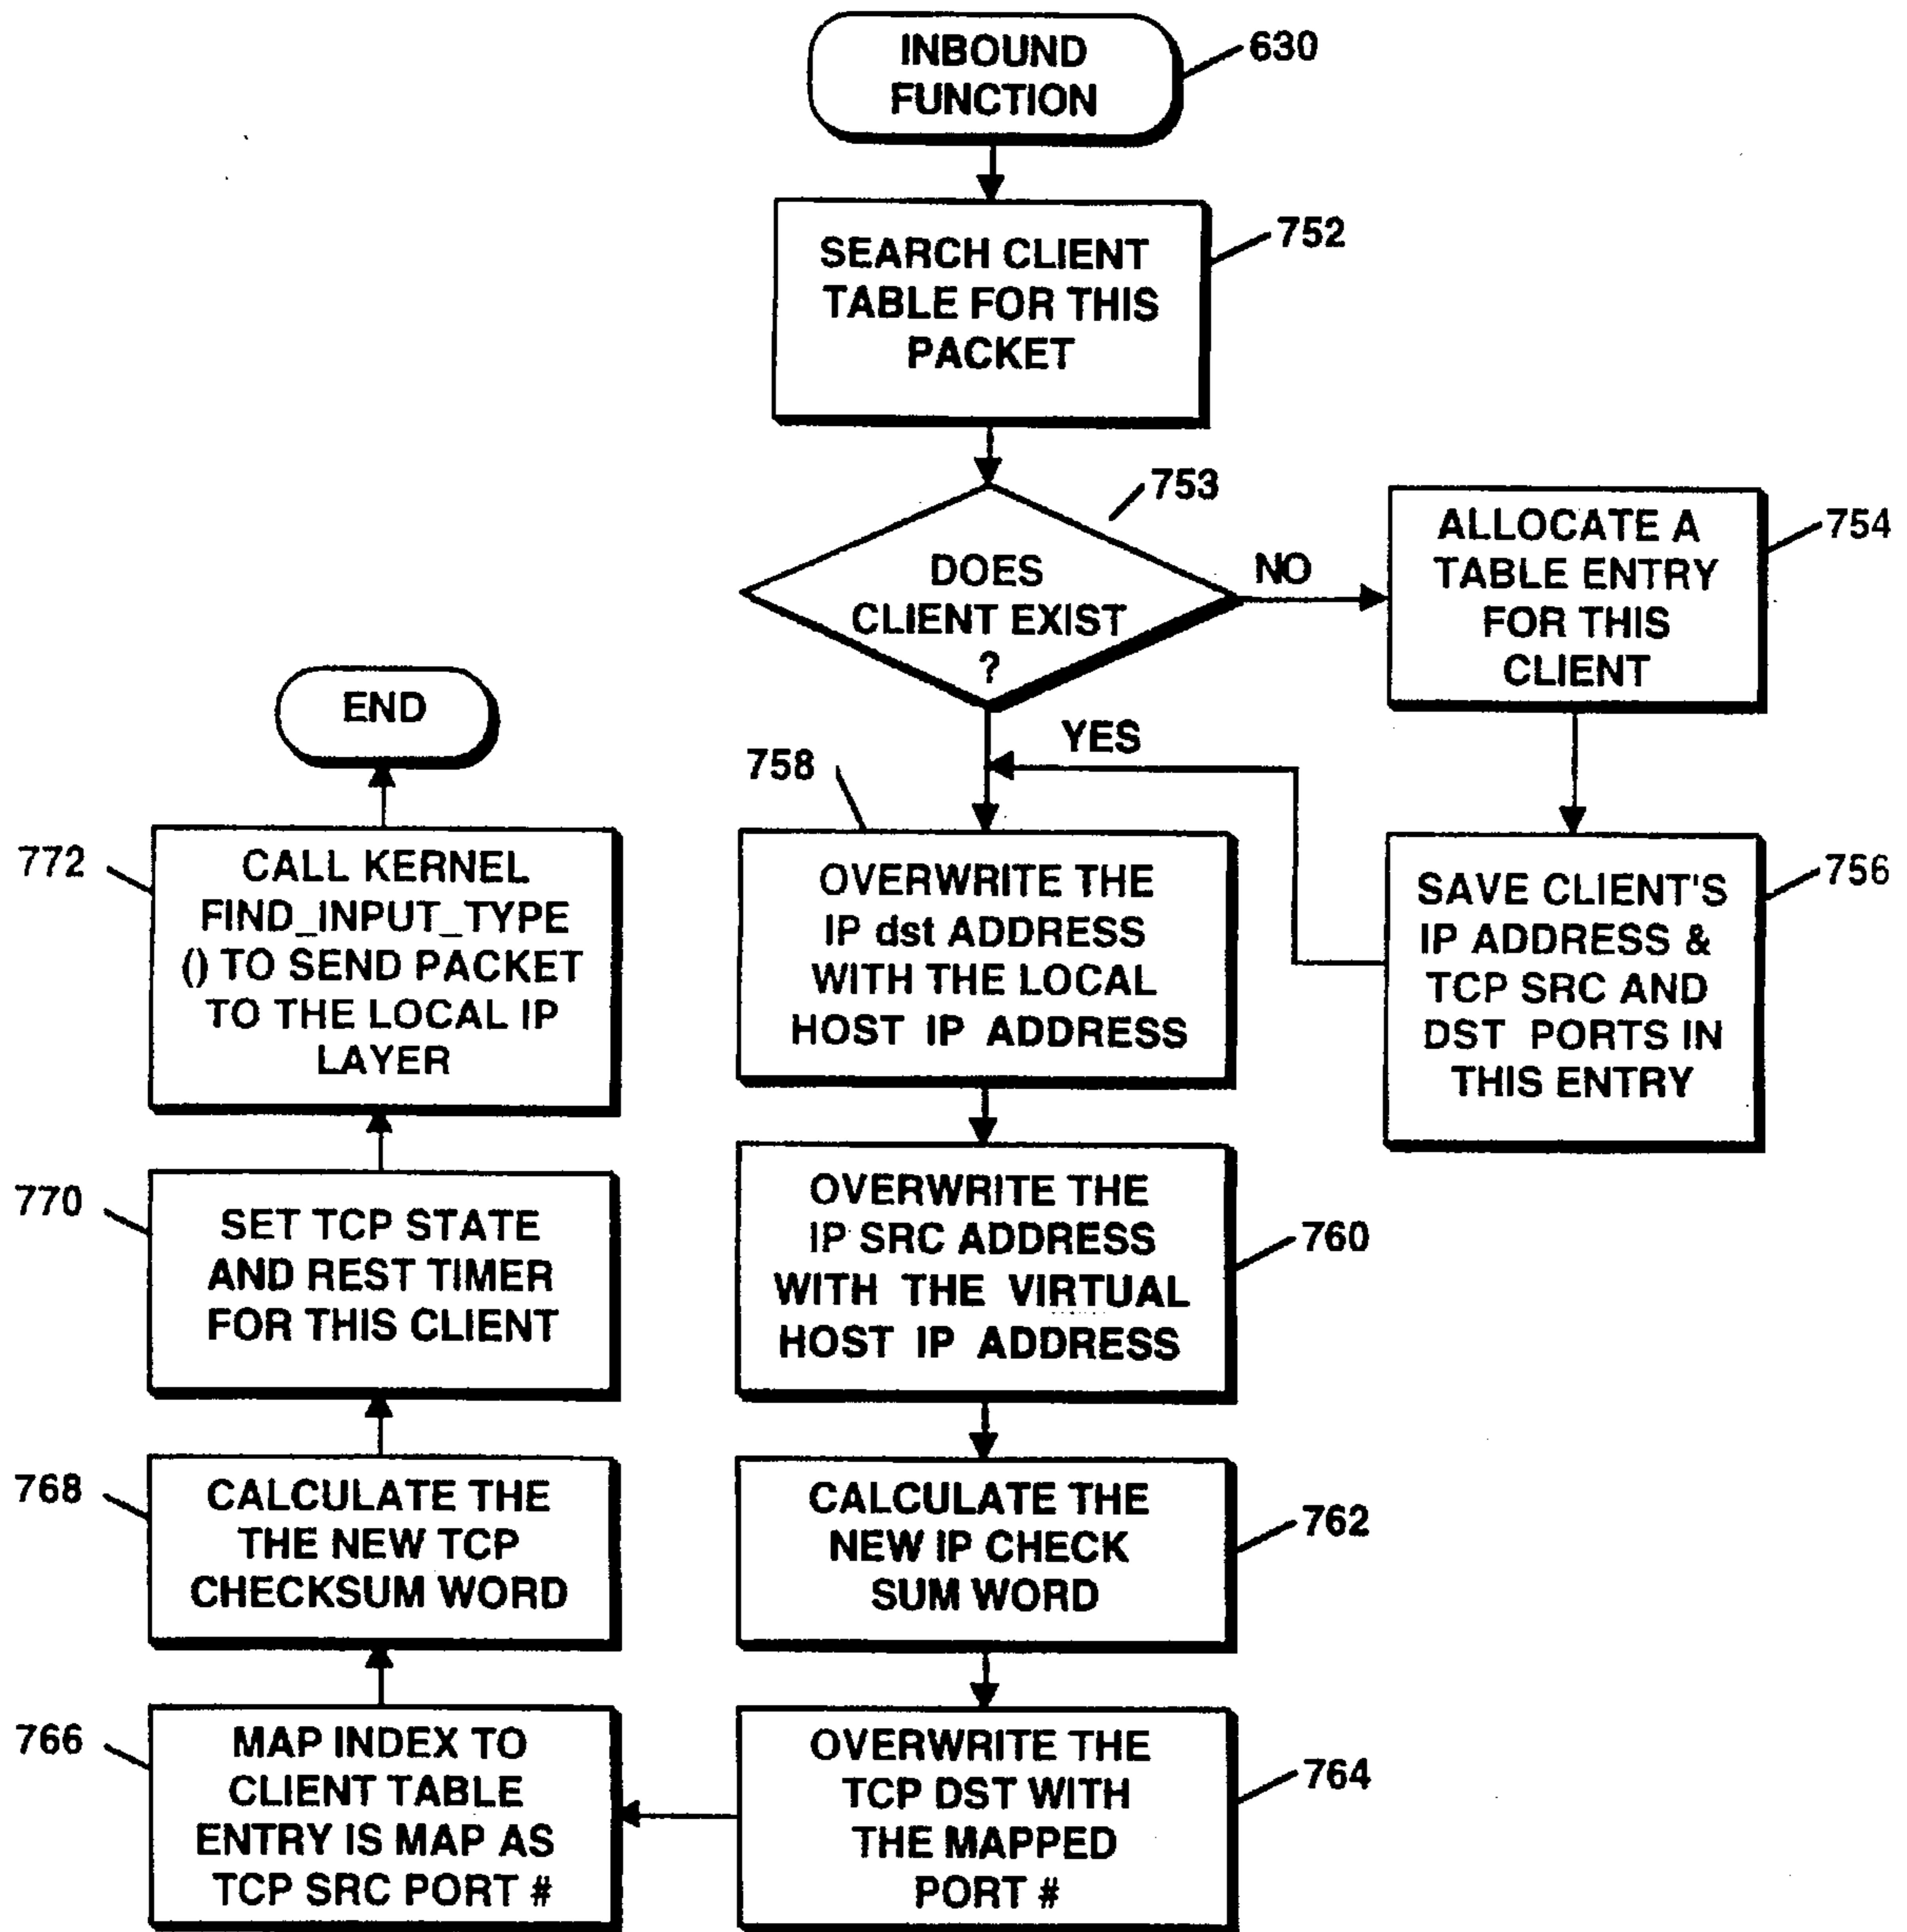 INBOUND
FUNCTION
630
SEARCH CLIENT
TABLE FOR THIS
PACKET
752
DOES
CLIENT EXIST
?
753
NO
YES
ALLOCATE A
TABLE ENTRY
FOR THIS
CLIENT
754
SAVE CLIENT'S
IP ADDRESS &
TCP SRC AND
DST PORTS IN
THIS ENTRY
756
758
OVERWRITE THE
IP dst ADDRESS
WITH THE LOCAL
HOST IP ADDRESS
OVERWRITE THE
IP SRC ADDRESS
WITH THE VIRTUAL
HOST IP ADDRESS
760
CALCULATE THE
NEW IP CHECK
SUM WORD
762
OVERWRITE THE
TCP DST WITH
THE MAPPED
PORT #
764
766
MAP INDEX TO
CLIENT TABLE
ENTRY IS MAP AS
TCP SRC PORT #
768
CALCULATE THE
THE NEW TCP
CHECKSUM WORD
770
SET TCP STATE
AND REST TIMER
FOR THIS CLIENT
772
CALL KERNEL
FIND_INPUT_TYPE
() TO SEND PACKET
TO THE LOCAL IP
LAYER
END